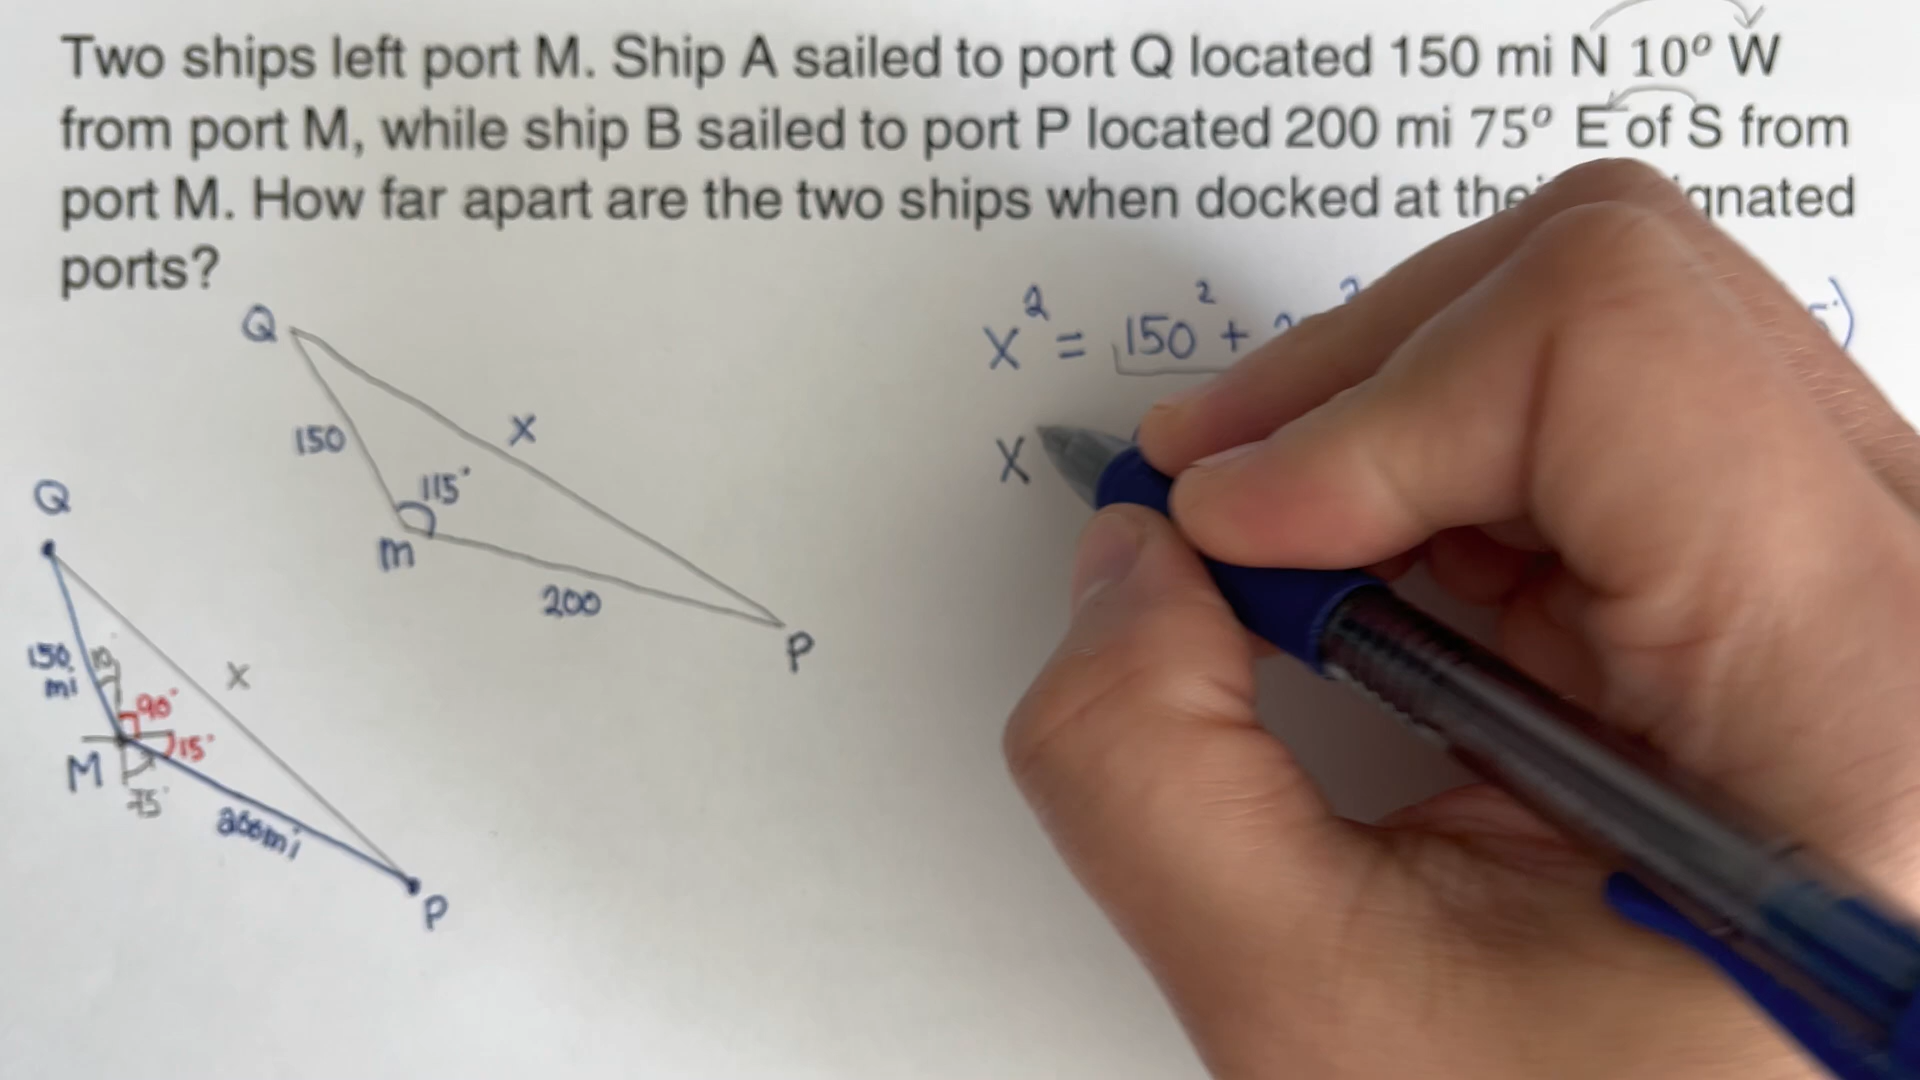 Two ships left port M. Ship A sailed to port Q located 150 mi N 10° W
from port M, while ship B sailed to port P located 200 mi 75° E of S from
port M. How far apart are the two ships when docked at
ports?
Q
150
x
115°
m
200
P
x² = 150² +
x
Q
150
mi
10°
x
90°
15°
M
75°
200mi
P